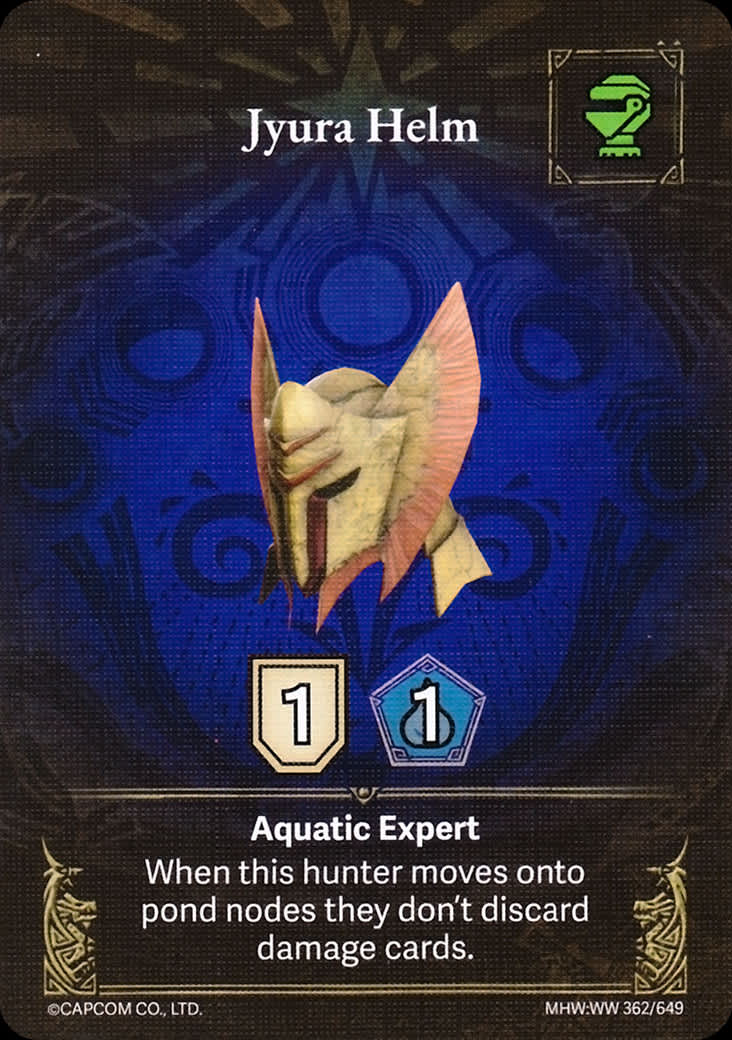 Jyura Helm
1 1
Aquatic Expert
When this hunter moves onto
pond nodes they don't discard
damage cards.
©CAPCOM CO., LTD. MHW:WW 362/649